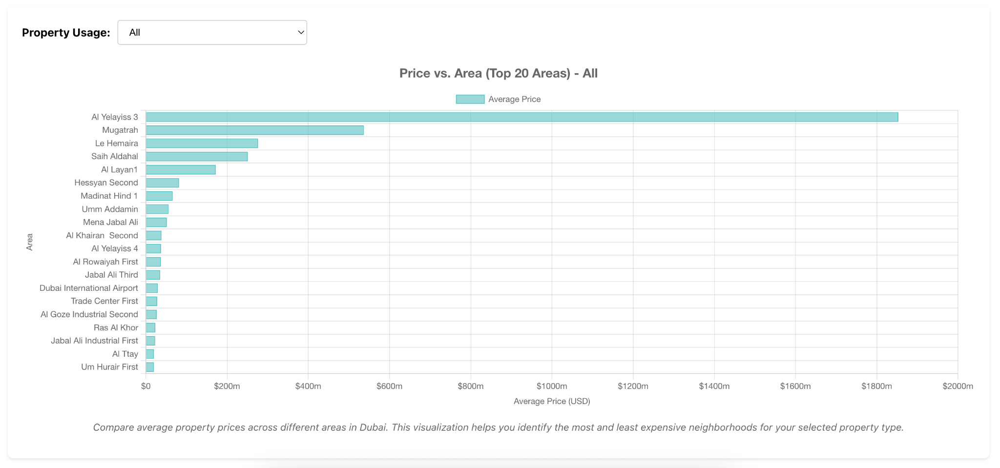 Property Usage: All
Price vs. Area (Top 20 Areas) - All
Average Price
Al Yelayiss 3
Mugatrah
Le Hemaira
Saih Aldahal
Al Layan1
Hessyan Second
Madinat Hind 1
Umm Addamin
Mena Jabal Ali
Al Khairan  Second
Al Yelayiss 4
Al Rowaiyah First
Jabal Ali Third
Dubai International Airport
Trade Center First
Al Goze Industrial Second
Ras Al Khor
Jabal Ali Industrial First
Al Ttay
Um Hurair First
Area
$0 $200m $400m $600m $800m $1000m $1200m $1400m $1600m $1800m $2000m
Average Price (USD)
Compare average property prices across different areas in Dubai. This visualization helps you identify the most and least expensive neighborhoods for your selected property type.